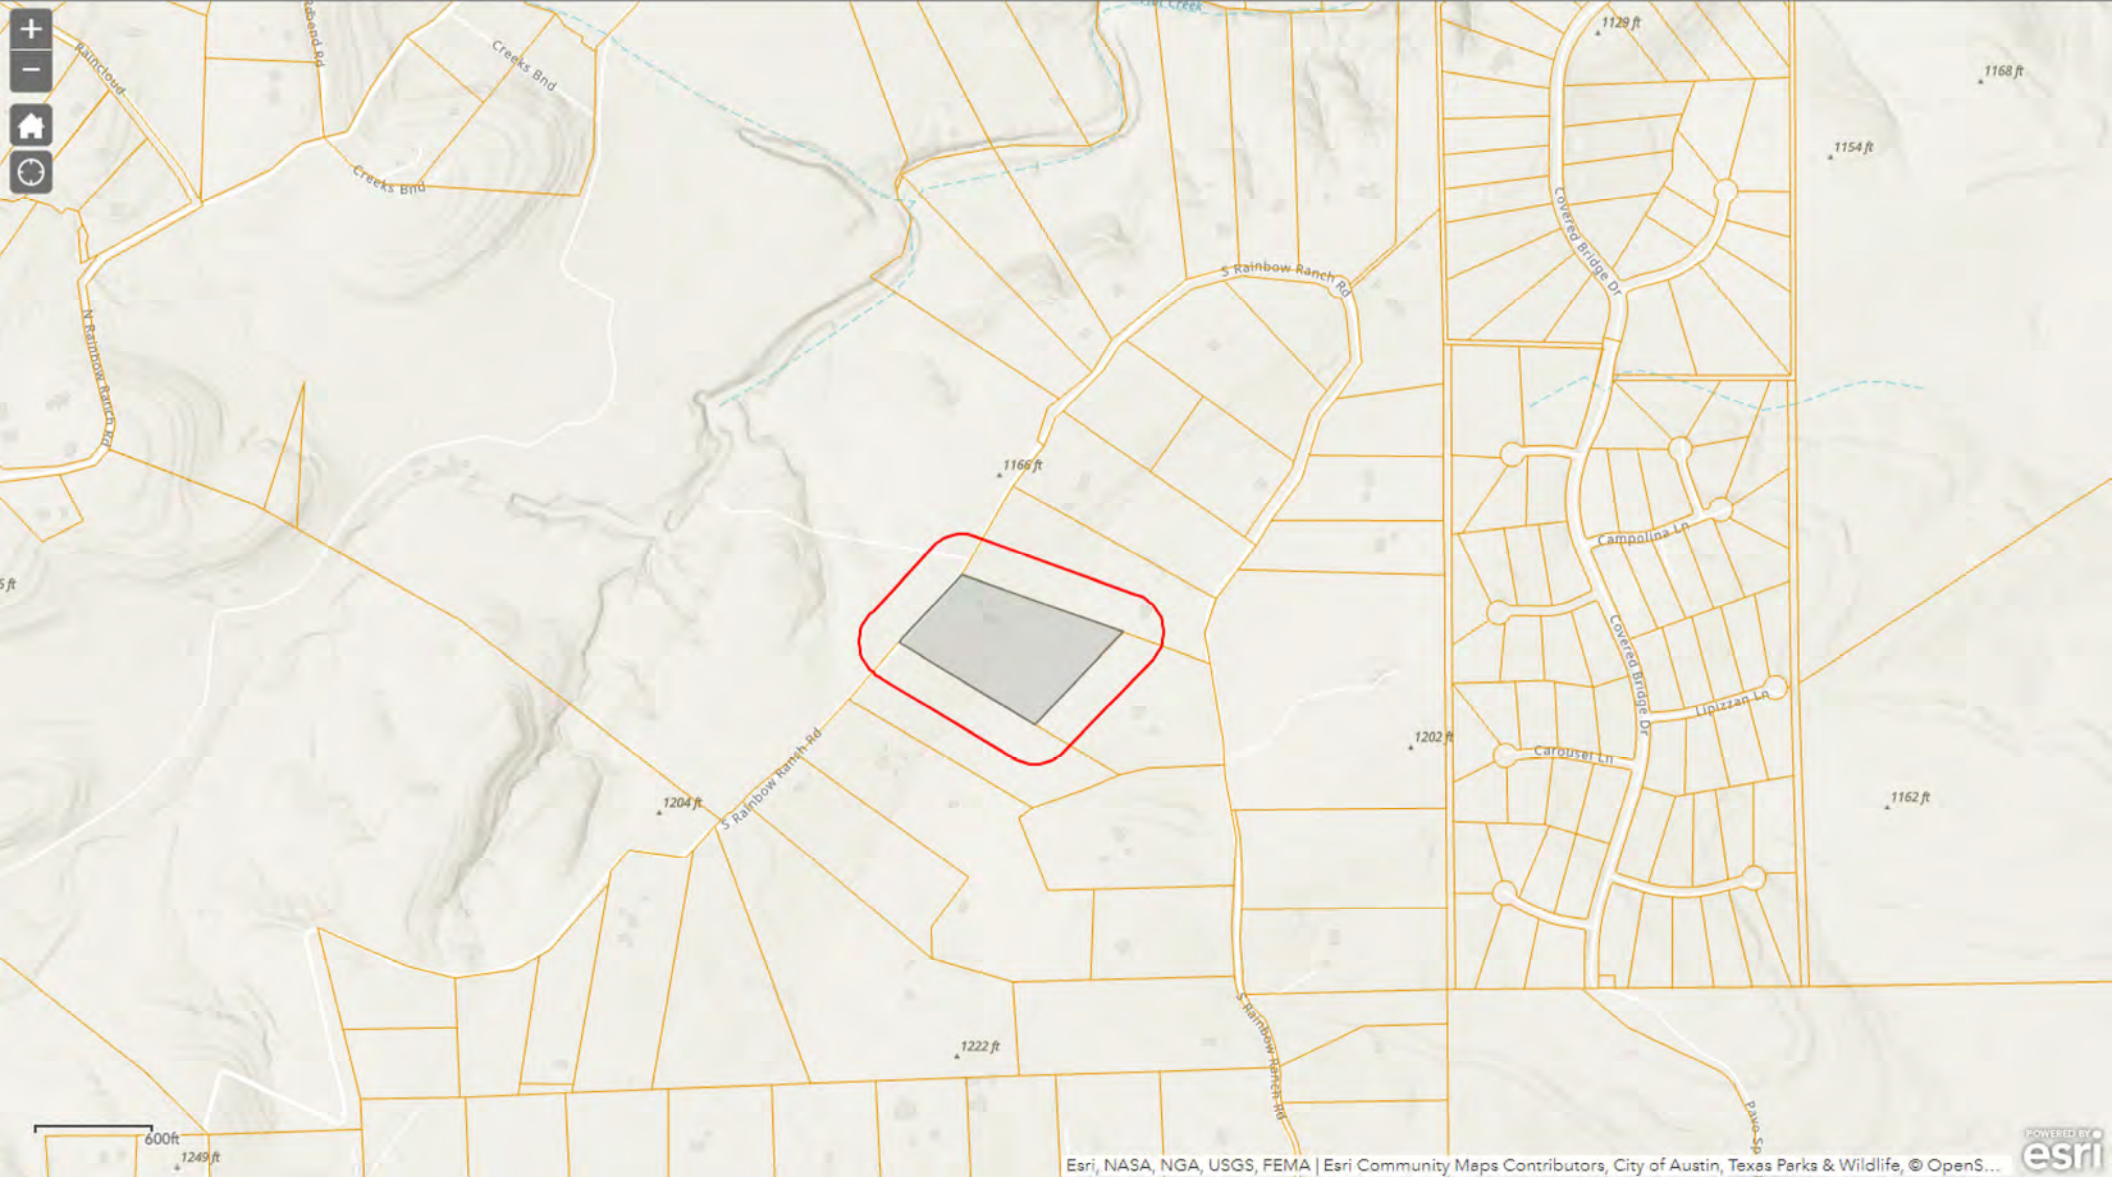 +
−
Raincloud
Creeks Bnd
Creek
1129 ft
1168 ft
1154 ft
Creeks Bnd
Covered Bridge Dr
S Rainbow Ranch Rd
N Rainbow Ranch Rd
1166 ft
Campolina Ln
Covered Bridge Dr
Lipizzan Ln
1202 ft
Carousel Ln
S Rainbow Ranch Rd
1204 ft
1162 ft
1222 ft
S Rainbow Ranch Rd
600ft
1249 ft
Esri, NASA, NGA, USGS, FEMA | Esri Community Maps Contributors, City of Austin, Texas Parks & Wildlife, © OpenS...
POWERED BY
esri